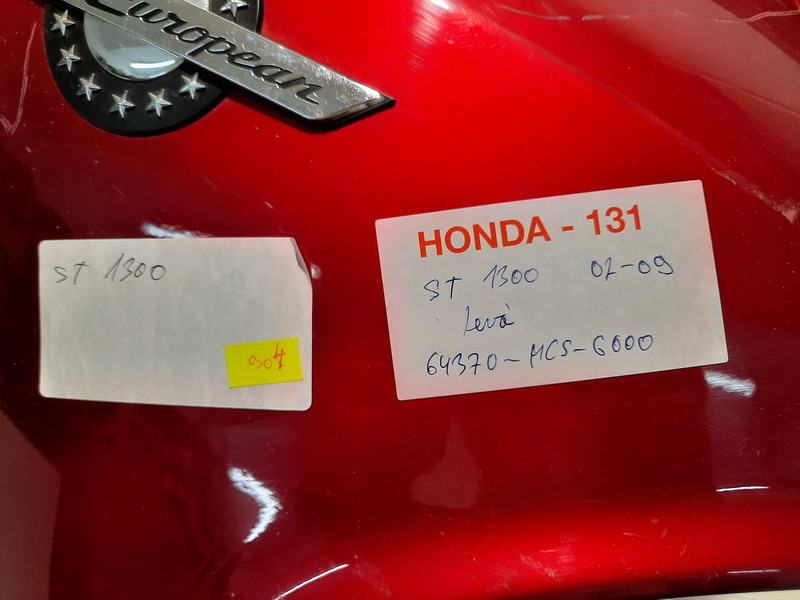 European
ST 1300
904
HONDA - 131
ST 1300 02-09
Levá
64370-MCS-G000